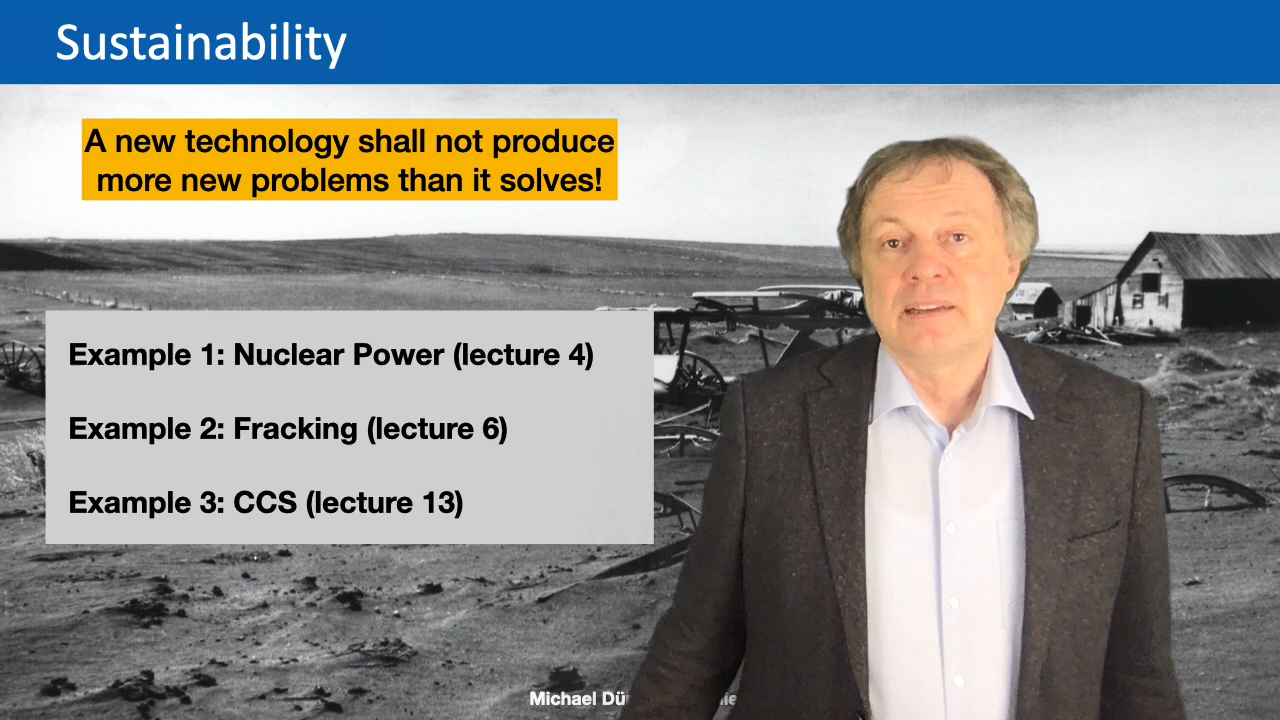 Sustainability
A new technology shall not produce
more new problems than it solves!
Example 1: Nuclear Power (lecture 4)
Example 2: Fracking (lecture 6)
Example 3: CCS (lecture 13)
Michael